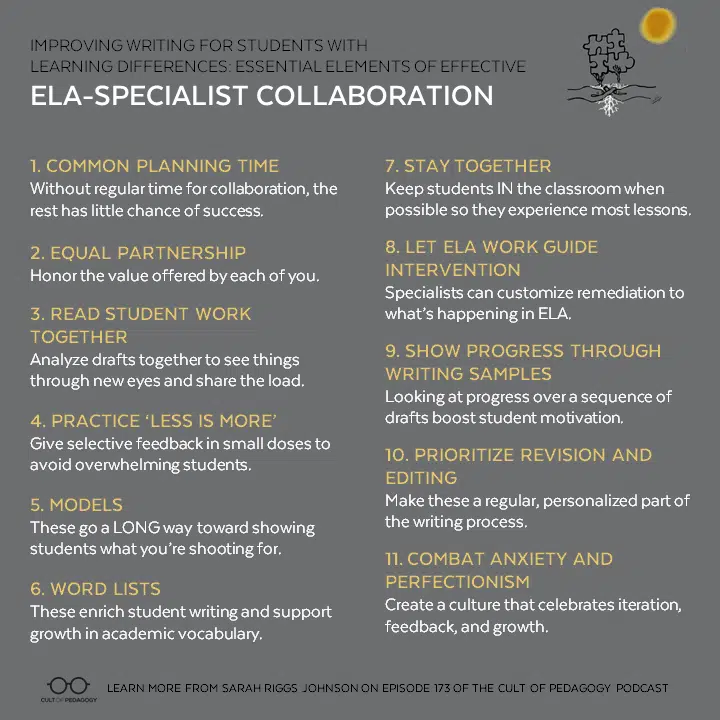 IMPROVING WRITING FOR STUDENTS WITH
LEARNING DIFFERENCES: ESSENTIAL ELEMENTS OF EFFECTIVE
ELA-SPECIALIST COLLABORATION
1. COMMON PLANNING TIME
Without regular time for collaboration, the
rest has little chance of success.
2. EQUAL PARTNERSHIP
Honor the value offered by each of you.
3. READ STUDENT WORK
TOGETHER
Analyze drafts together to see things
through new eyes and share the load.
4. PRACTICE ‘LESS IS MORE’
Give selective feedback in small doses to
avoid overwhelming students.
5. MODELS
These go a LONG way toward showing
students what you’re shooting for.
6. WORD LISTS
These enrich student writing and support
growth in academic vocabulary.
7. STAY TOGETHER
Keep students IN the classroom when
possible so they experience most lessons.
8. LET ELA WORK GUIDE
INTERVENTION
Specialists can customize remediation to
what’s happening in ELA.
9. SHOW PROGRESS THROUGH
WRITING SAMPLES
Looking at progress over a sequence of
drafts boost student motivation.
10. PRIORITIZE REVISION AND
EDITING
Make these a regular, personalized part of
the writing process.
11. COMBAT ANXIETY AND
PERFECTIONISM
Create a culture that celebrates iteration,
feedback, and growth.
CULT OF PEDAGOGY
LEARN MORE FROM SARAH RIGGS JOHNSON ON EPISODE 173 OF THE CULT OF PEDAGOGY PODCAST